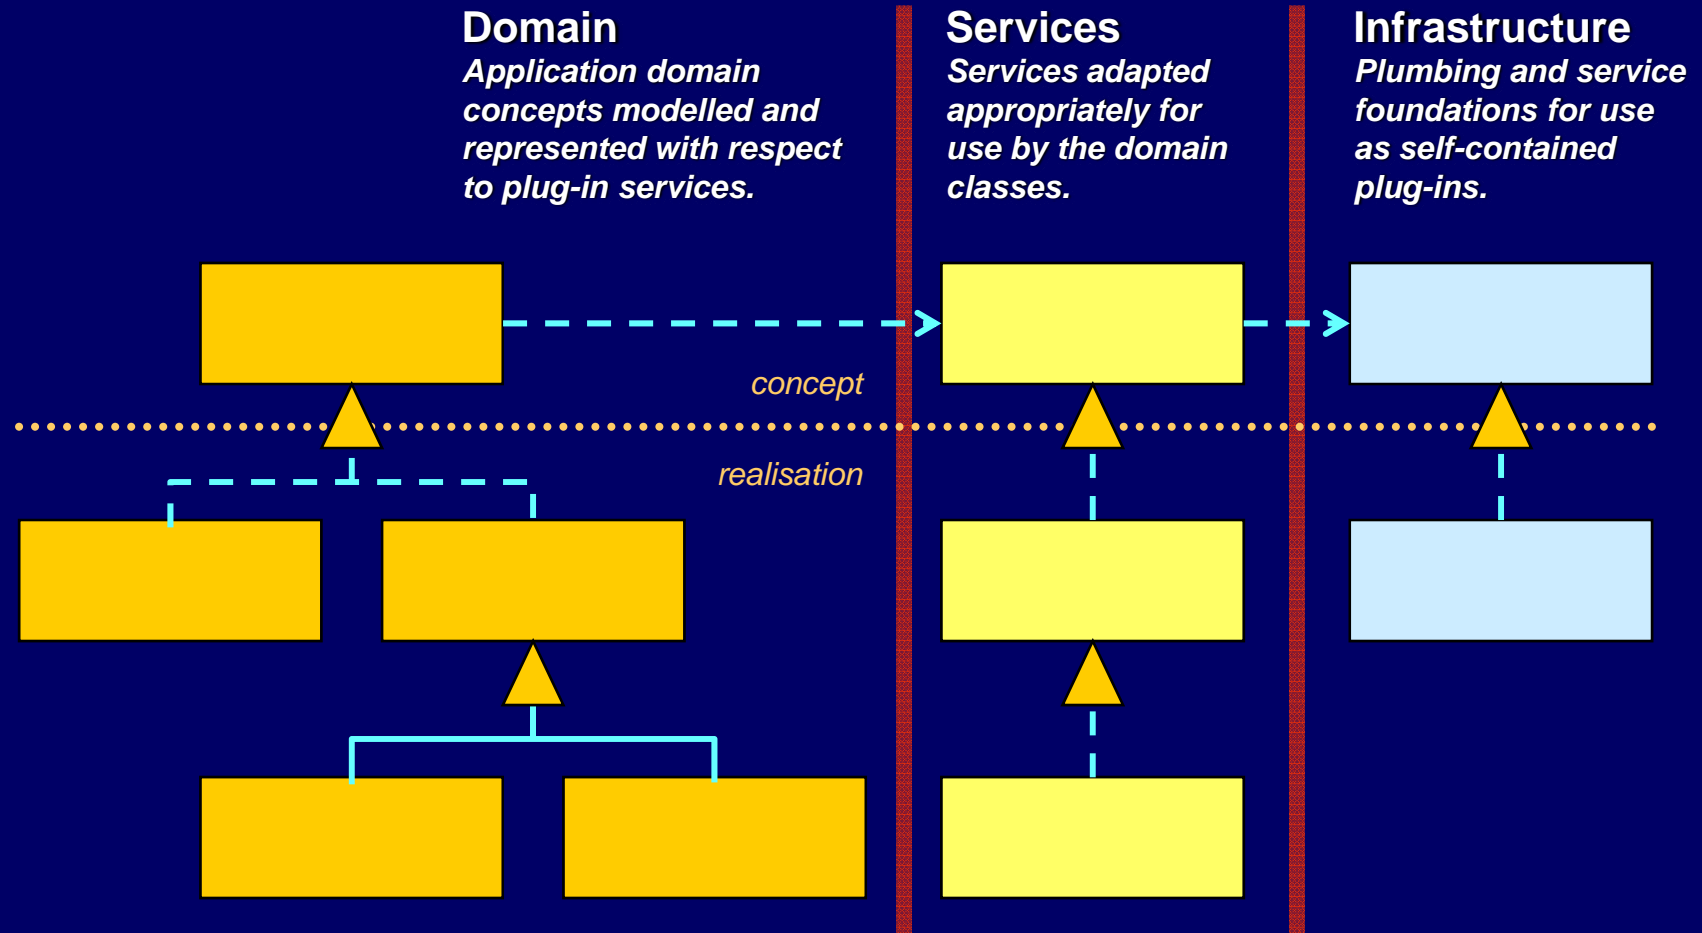 Domain
Application domain
concepts modelled and
represented with respect
to plug-in services.
Services
Services adapted
appropriately for
use by the domain
classes.
Infrastructure
Plumbing and service
foundations for use
as self-contained
plug-ins.
concept
realisation